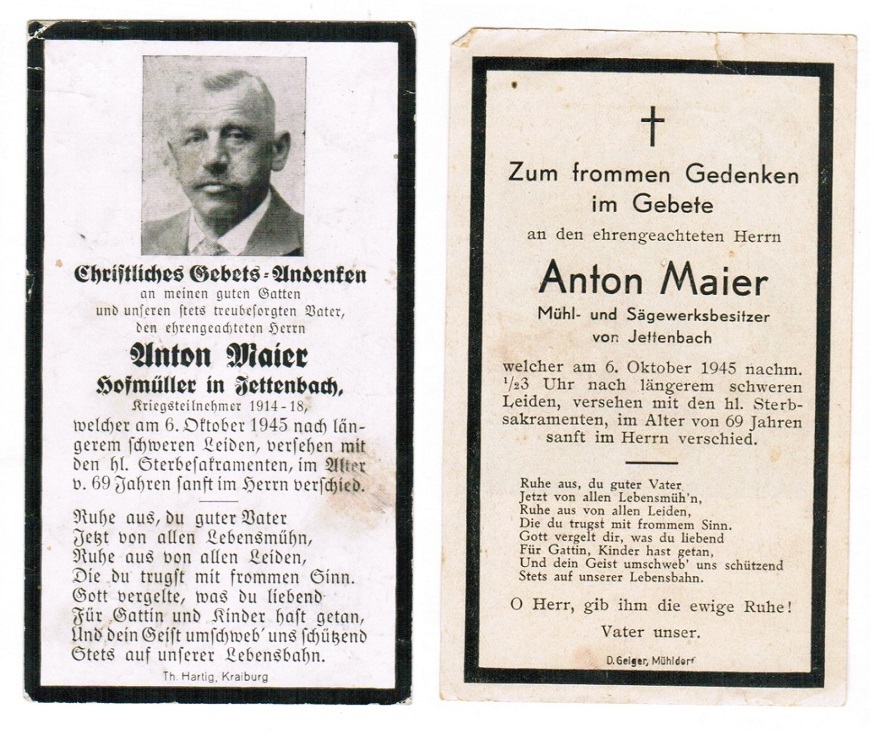 Christliches Gebets-Andenken
an meinen guten Gatten
und unseren stets treubesorgten Vater,
den ehrengeachteten Herrn
Anton Maier
Hofmüller in Jettenbach,
Kriegsteilnehmer 1914-18,
welcher am 6. Oktober 1945 nach län-
gerem schweren Leiden, versehen mit
den hl. Sterbesakramenten, im Alter
v. 69 Jahren sanft im Herrn verschied.
Ruhe aus, du guter Vater
Jetzt von allen Lebensmühn,
Ruhe aus von allen Leiden,
Die du trugst mit frommen Sinn.
Gott vergelte, was du liebend
Für Gattin und Kinder hast getan,
Und dein Geist umschweb' uns schützend
Stets auf unserer Lebensbahn.
Th. Hartig, Kraiburg
Zum frommen Gedenken
im Gebete
an den ehrengeachteten Herrn
Anton Maier
Mühl- und Sägewerksbesitzer
von Jettenbach
welcher am 6. Oktober 1945 nachm.
½3 Uhr nach längerem schweren
Leiden, versehen mit den hl. Sterb-
sakramenten, im Alter von 69 Jahren
sanft im Herrn verschied.
Ruhe aus, du guter Vater
Jetzt von allen Lebensmüh'n,
Ruhe aus von allen Leiden,
Die du trugst mit frommem Sinn.
Gott vergelt dir, was du liebend
Für Gattin, Kinder hast getan,
Und dein Geist umschweb' uns schützend
Stets auf unserer Lebensbahn.
O Herr, gib ihm die ewige Ruhe!
Vater unser.
D. Geiger, Mühldorf